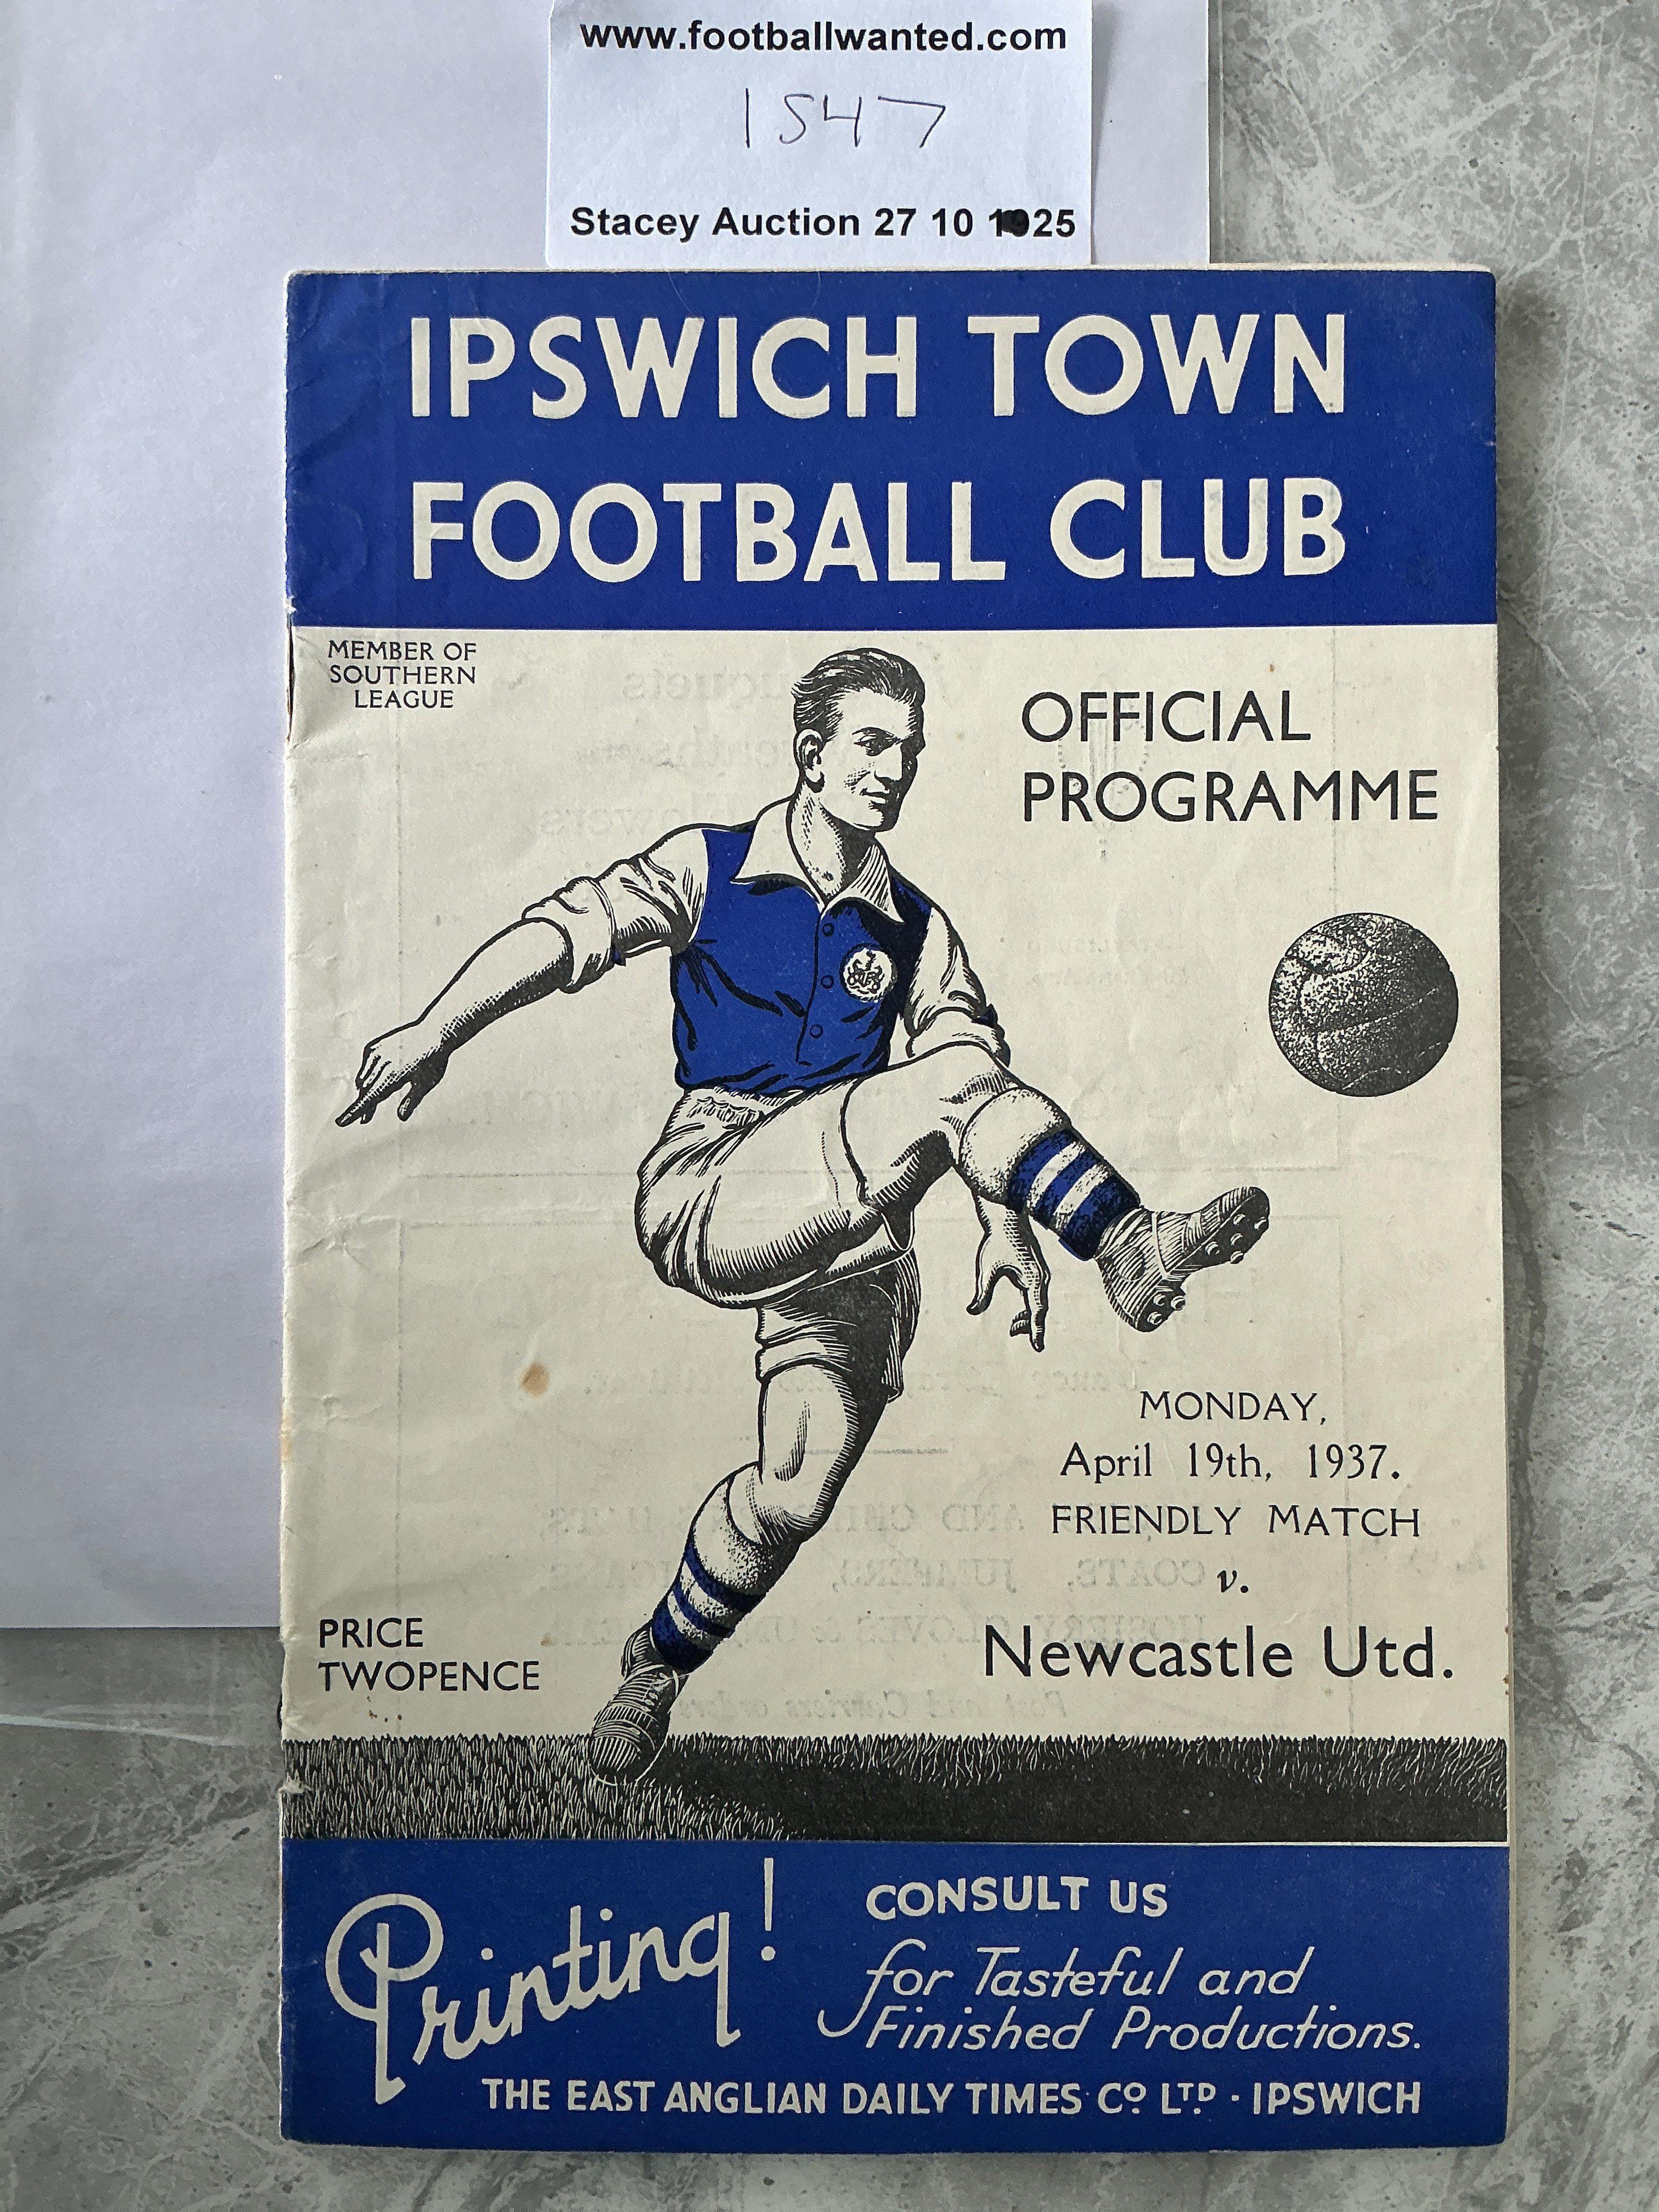 www.footballwanted.com
1547
Stacey Auction 27 10 1925
IPSWICH TOWN
FOOTBALL CLUB
MEMBER OF
SOUTHERN
LEAGUE
OFFICIAL
PROGRAMME
MONDAY,
April 19th, 1937.
FRIENDLY MATCH
v.
Newcastle Utd.
PRICE
TWOPENCE
Printing!
CONSULT US
for Tasteful and
Finished Productions.
THE EAST ANGLIAN DAILY TIMES CO LTD · IPSWICH